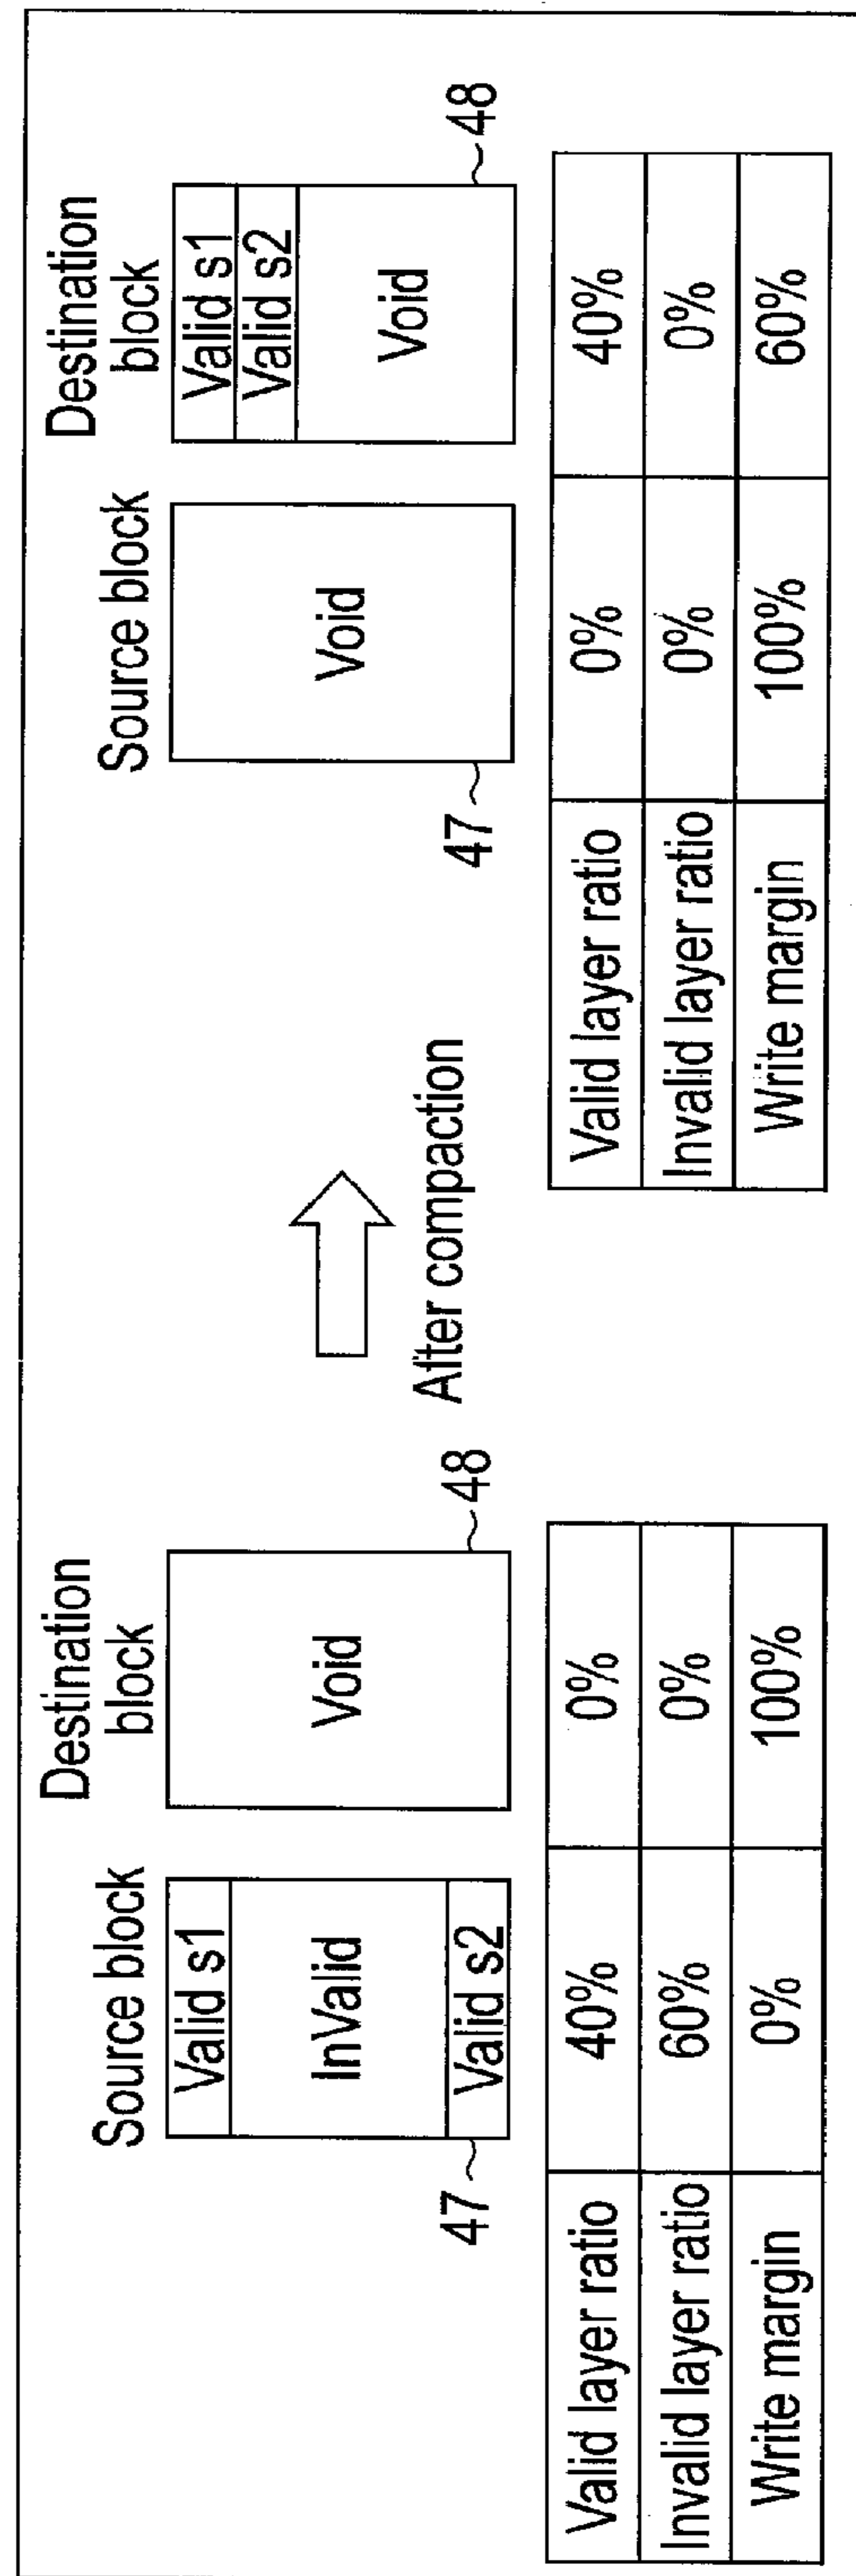 Source block
Destination
block
47
Valid s1
InValid
Valid s2
Void
48
Valid layer ratio 40% 0%
Invalid layer ratio 60% 0%
Write margin 0% 100%
After compaction
Source block
Destination
block
47
Void
Valid s1
Valid s2
Void
48
Valid layer ratio 0% 40%
Invalid layer ratio 0% 0%
Write margin 100% 60%